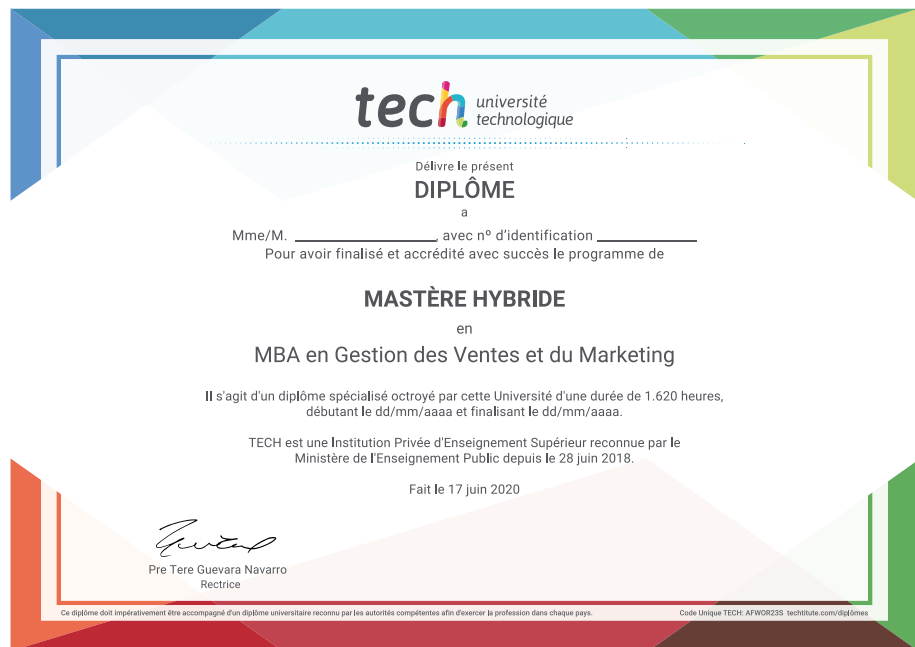 tech université
technologique
Délivre le présent
DIPLÔME
a
Mme/M. ____________, avec nº d'identification ____________
Pour avoir finalisé et accrédité avec succès le programme de
MASTÈRE HYBRIDE
en
MBA en Gestion des Ventes et du Marketing
Il s'agit d'un diplôme spécialisé octroyé par cette Université d'une durée de 1.620 heures,
débutant le dd/mm/aaaa et finalisant le dd/mm/aaaa.
TECH est une Institution Privée d'Enseignement Supérieur reconnue par le
Ministère de l'Enseignement Public depuis le 28 juin 2018.
Fait le 17 juin 2020
Pre Tere Guevara Navarro
Rectrice
Ce diplôme doit impérativement être accompagné d'un diplôme universitaire reconnu par les autorités compétentes afin d'exercer la profession dans chaque pays. Code Unique TECH: AFWOR23S techtitute.com/diplômes